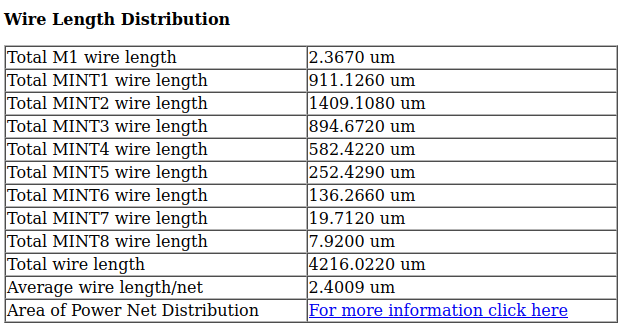 Wire Length Distribution
Total M1 wire length 2.3670 um
Total MINT1 wire length 911.1260 um
Total MINT2 wire length 1409.1080 um
Total MINT3 wire length 894.6720 um
Total MINT4 wire length 582.4220 um
Total MINT5 wire length 252.4290 um
Total MINT6 wire length 136.2660 um
Total MINT7 wire length 19.7120 um
Total MINT8 wire length 7.9200 um
Total wire length 4216.0220 um
Average wire length/net 2.4009 um
Area of Power Net Distribution For more information click here